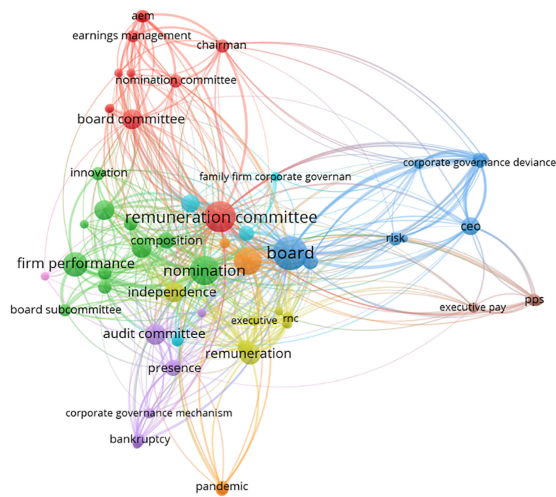 aem
earnings management
chairman
nomination committee
board committee
corporate governance deviance
innovation
family firm corporate governan
remuneration committee
ceo
composition
risk
board
firm performance
nomination
independence
pps
executive pay
board subcommittee
executive
rnc
audit committee
remuneration
presence
corporate governance mechanism
bankruptcy
pandemic